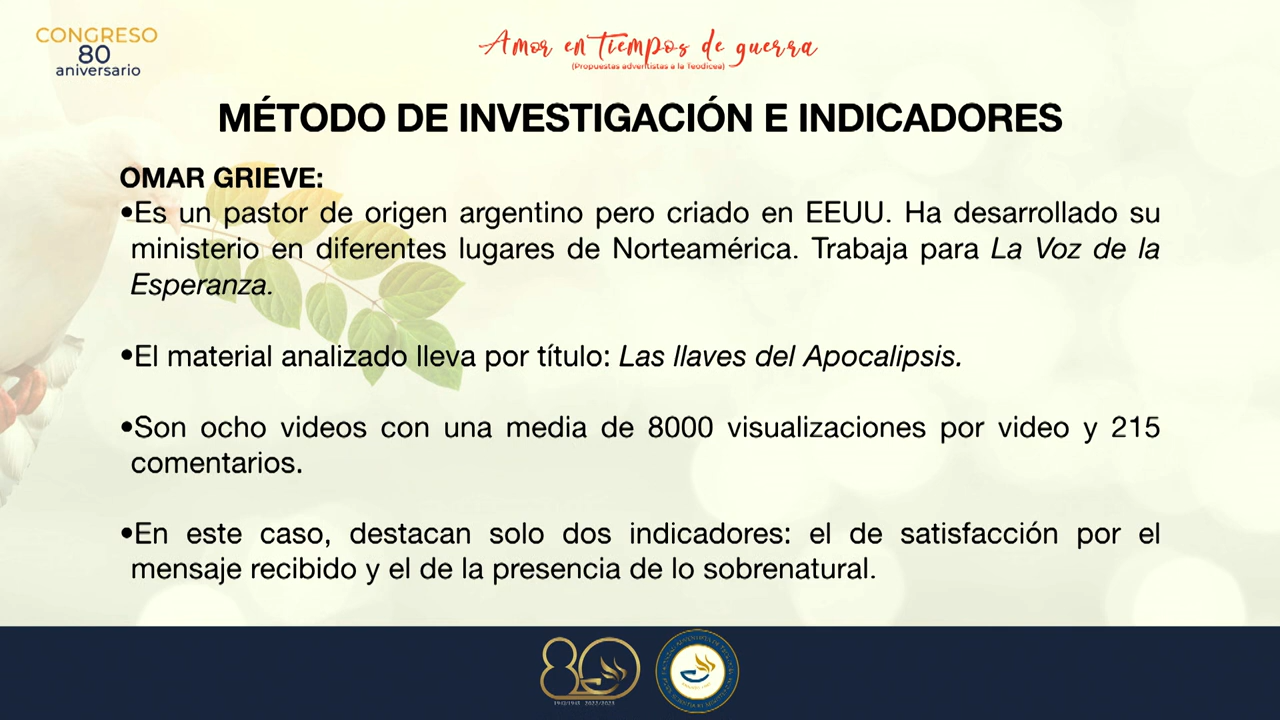 CONGRESO
80
aniversario
Amor en Tiempos de guerra
(Propuestas adventistas a la Teodicea)
MÉTODO DE INVESTIGACIÓN E INDICADORES
OMAR GRIEVE:
•Es un pastor de origen argentino pero criado en EEUU. Ha desarrollado su
ministerio en diferentes lugares de Norteamérica. Trabaja para La Voz de la
Esperanza.
•El material analizado lleva por título: Las llaves del Apocalipsis.
•Son ocho videos con una media de 8000 visualizaciones por video y 215
comentarios.
•En este caso, destacan solo dos indicadores: el de satisfacción por el
mensaje recibido y el de la presencia de lo sobrenatural.
80